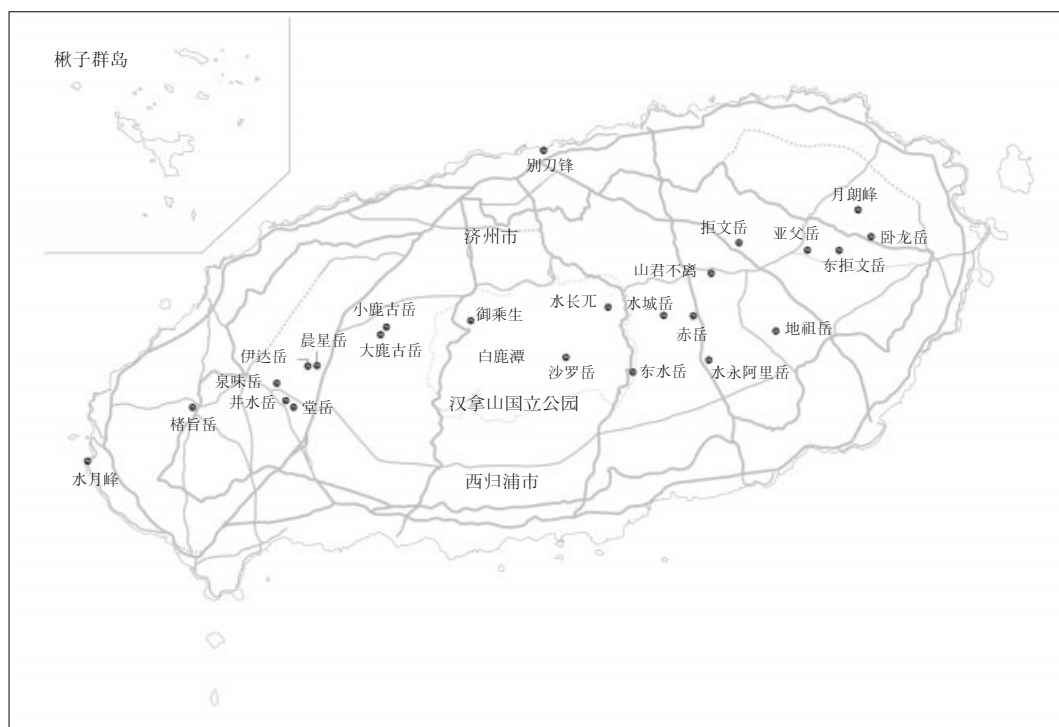 楸子群岛
别刀锋
月朗峰
济州市
拒文岳
亚父岳
卧龙岳
东拒文岳
山君不离
小鹿古岳
御乘生
水长兀
水城岳
赤岳
地祖岳
伊达岳
晨星岳
大鹿古岳
白鹿潭
沙罗岳
东水岳
水永阿里岳
泉味岳
井水岳
堂岳
汉拿山国立公园
楮旨岳
水月峰
西归浦市